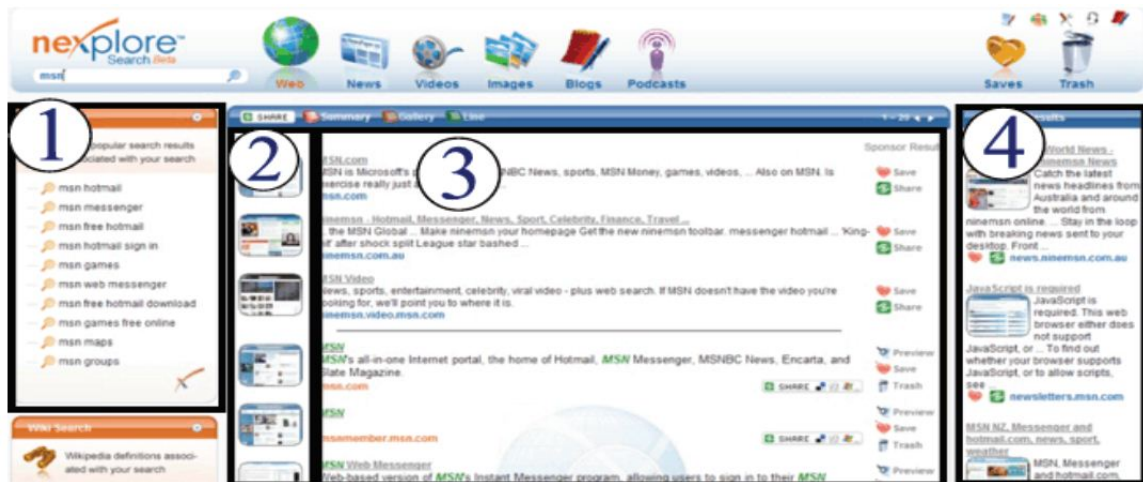 nexplore™
Search Beta
msn
Web
News
Videos
Images
Blogs
Podcasts
Saves
Trash
1
popular search results
associated with your search
msn hotmail
msn messenger
msn free hotmail
msn hotmail sign in
msn games
msn web messenger
msn free hotmail download
msn games free online
msn maps
msn groups
Wiki Search
Wikipedia definitions associ-
ated with your search
SHARE
Summary
Gallery
Line
1 - 20
2
3
Sponsor Result
MSN.com
MSN is Microsoft's NBC News, sports, MSN Money, games, videos, ... Also on MSN. Is
exercise really just a
msn.com
Save
Share
Ninemsn - Hotmail, Messenger, News, Sport, Celebrity, Finance, Travel ...
the MSN Global ... Make ninemsn your homepage Get the new ninemsn toolbar. messenger hotmail ... 'King-
hit' after shock split League star bashed ...
ninemsn.com.au
Save
Share
MSN Video
News, sports, entertainment, celebrity, viral video - plus web search. If MSN doesn't have the video you're
looking for, we'll point you to where it is.
ninemsn.video.msn.com
Save
Share
MSN
MSN's all-in-one Internet portal, the home of Hotmail, MSN Messenger, MSNBC News, Encarta, and
Slate Magazine.
msn.com
SHARE
Preview
Save
Trash
MSN
msnmember.msn.com
SHARE
Preview
Save
Trash
MSN Web Messenger
Web-based version of MSN's Instant Messenger program, allowing users to sign in to their MSN
Preview
4
World News -
ninemsn News
Catch the latest
news headlines from
Australia and around
the world from
ninemsn online. ... Stay in the loop
with breaking news sent to your
desktop. Front ...
news.ninemsn.com.au
JavaScript is required
JavaScript is
required. This web
browser either does
not support
JavaScript, or ... To find out
whether your browser supports
JavaScript, or to allow scripts,
see ...
newsletters.msn.com
MSN NZ, Messenger and
hotmail.com, news, sport,
weather
MSN, Messenger
and hotmail.com,